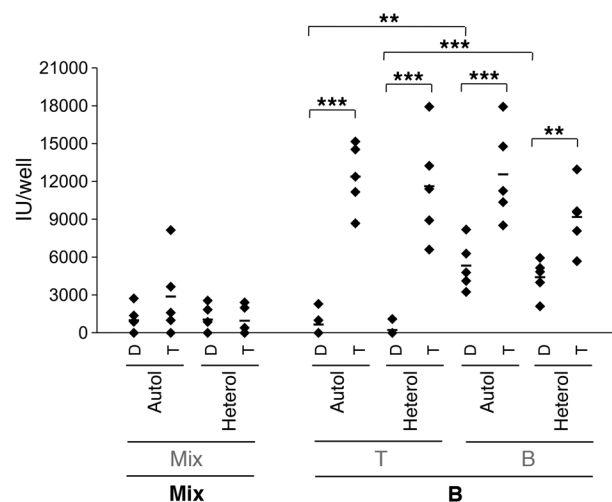 **
***
*** *** ***
**
21000
18000
15000
12000
9000
6000
3000
0
IU/well
D T D T D T D T D T D T
Autol Heterol Autol Heterol Autol Heterol
Mix T B
Mix B